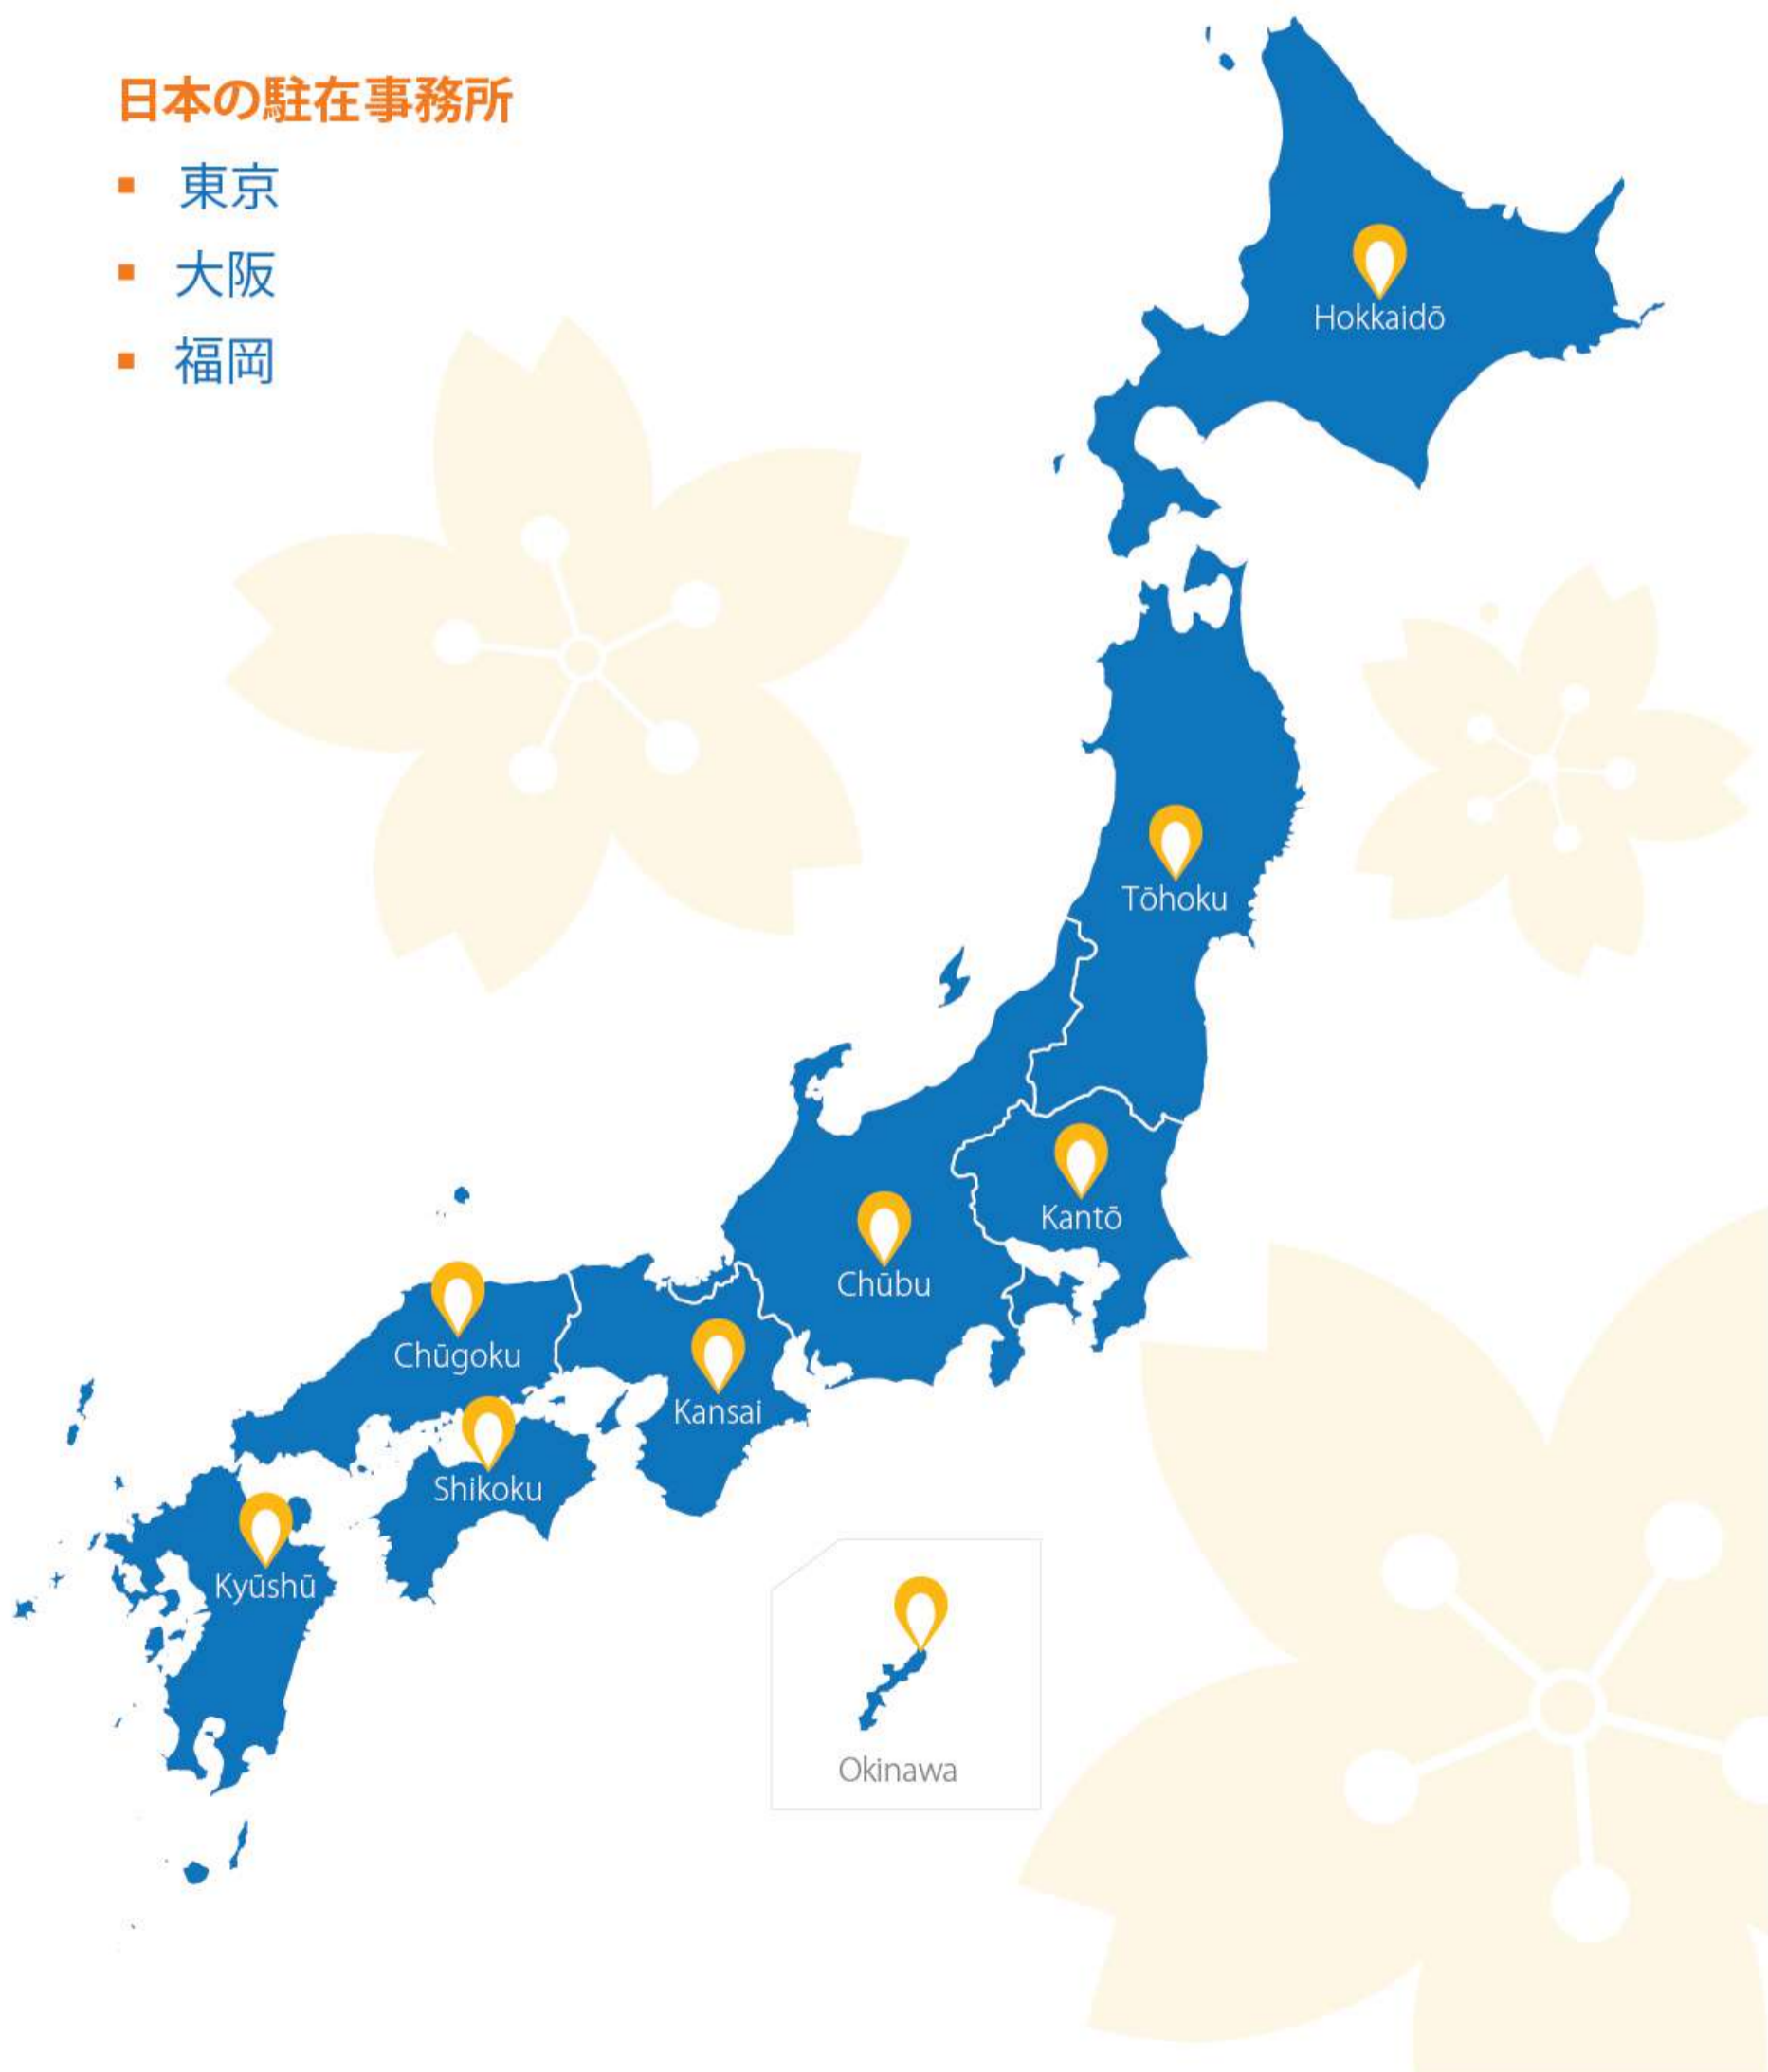 日本の駐在事務所
▪ 東京
▪ 大阪
▪ 福岡
Hokkaidō
Tōhoku
Kantō
Chūbu
Chūgoku
Kansai
Shikoku
Kyūshū
Okinawa